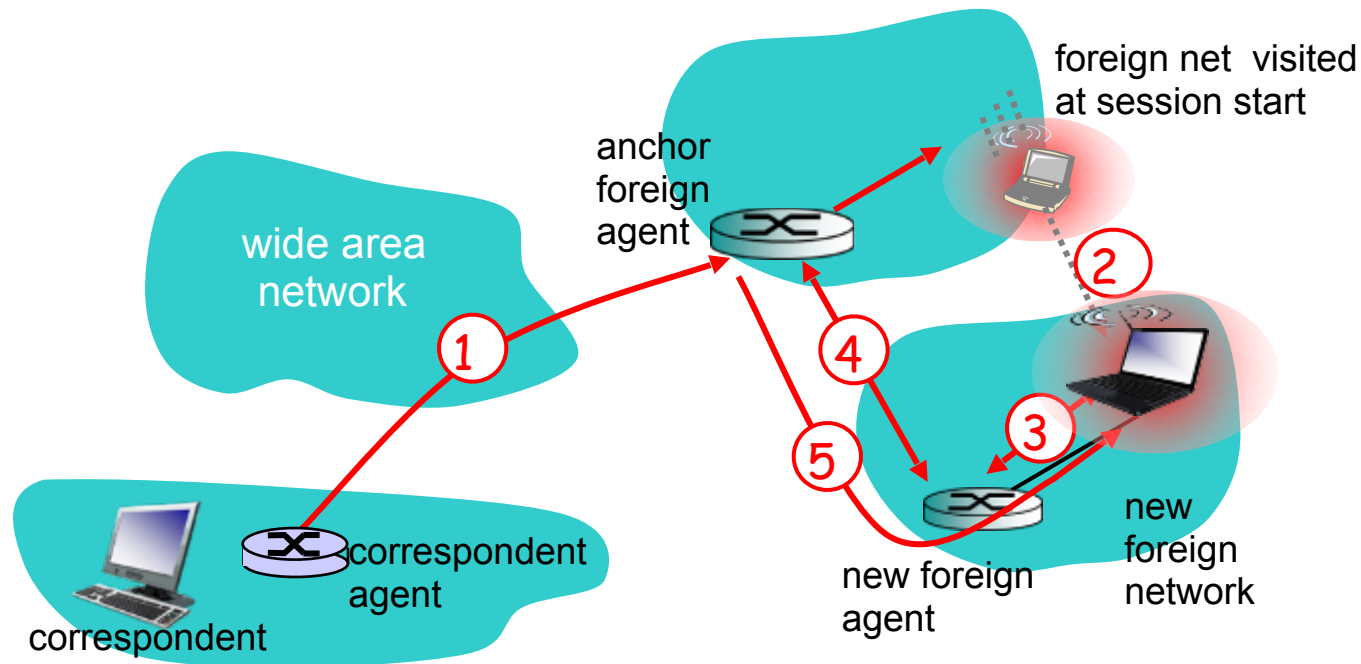 foreign net visited
at session start
anchor
foreign
agent
wide area
network
2
1
4
3
5
correspondent
agent
correspondent
new foreign
agent
new
foreign
network